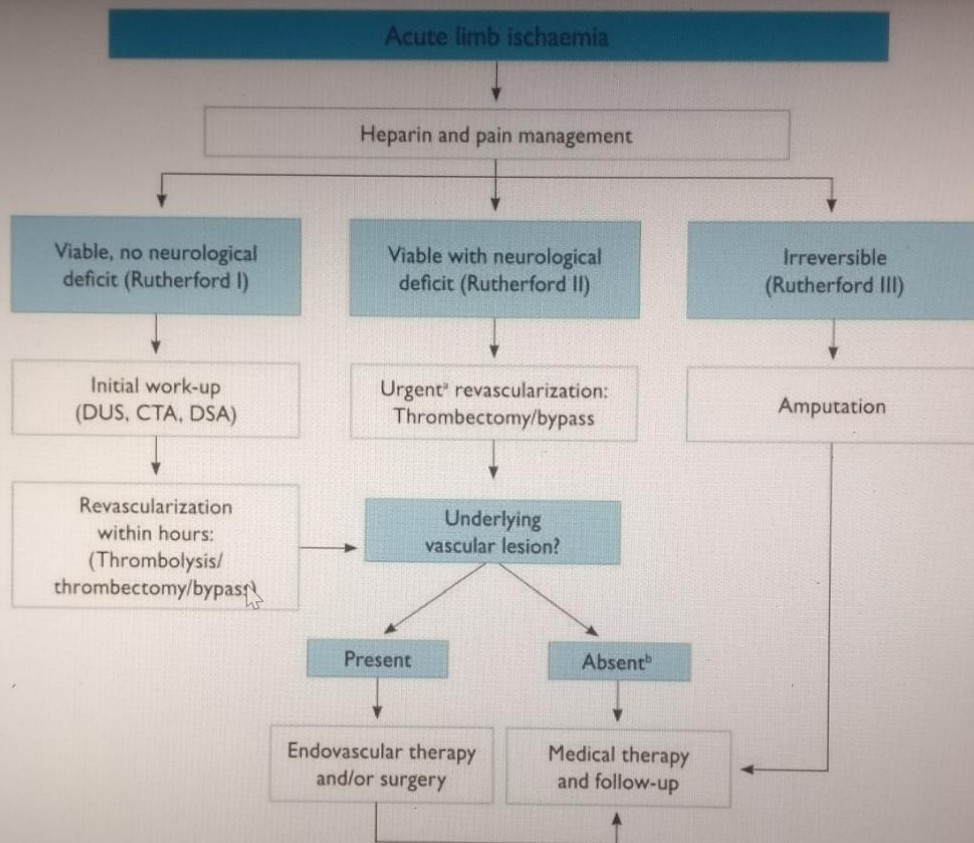 Acute limb ischaemia
Heparin and pain management
Viable, no neurological
deficit (Rutherford I)
Viable with neurological
deficit (Rutherford II)
Irreversible
(Rutherford III)
Initial work-up
(DUS, CTA, DSA)
Urgentᵃ revascularization:
Thrombectomy/bypass
Amputation
Revascularization
within hours:
(Thrombolysis/
thrombectomy/bypass)
Underlying
vascular lesion?
Present
Absentᵇ
Endovascular therapy
and/or surgery
Medical therapy
and follow-up